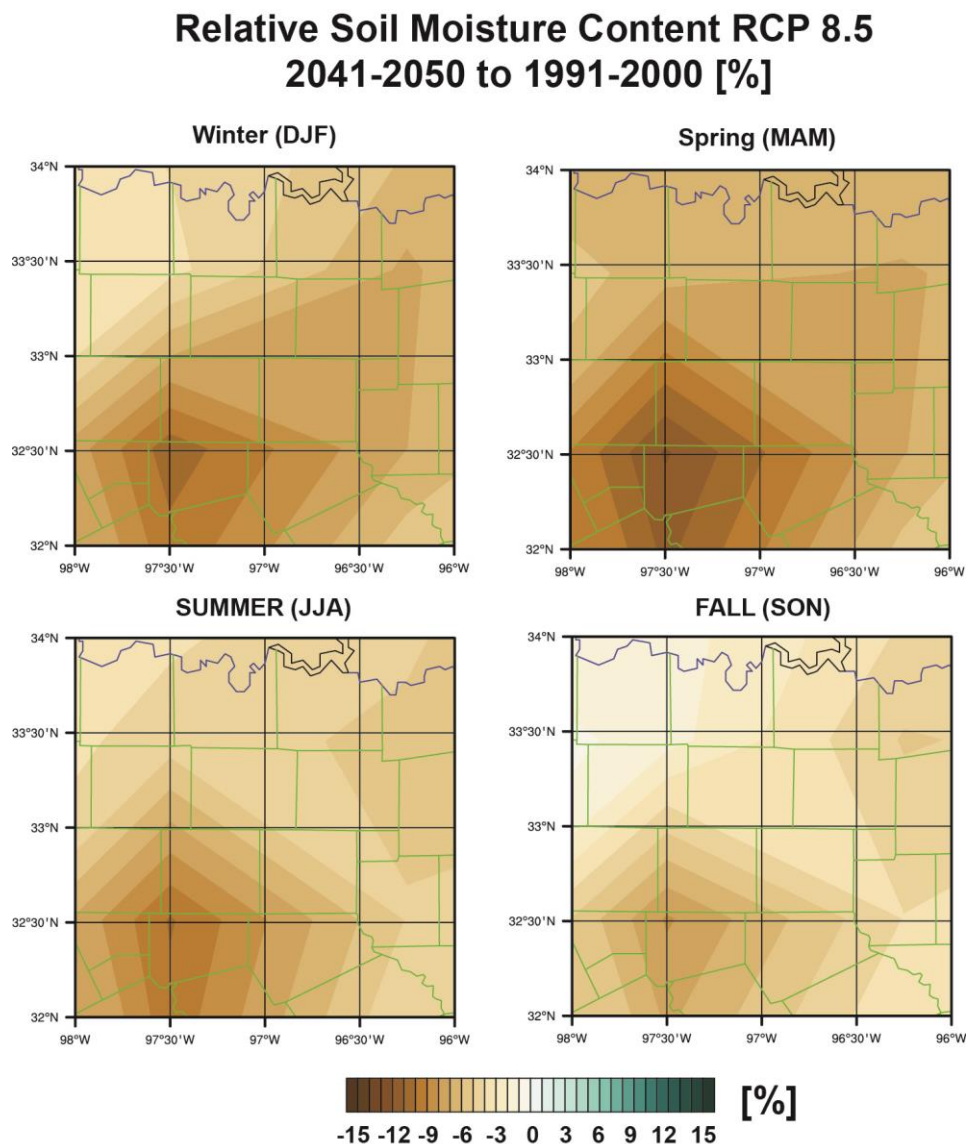 Relative Soil Moisture Content RCP 8.5
2041-2050 to 1991-2000 [%]
Winter (DJF)
Spring (MAM)
34°N
33°30'N
33°N
32°30'N
32°N
98°W 97°30'W 97°W 96°30'W 96°W
34°N
33°30'N
33°N
32°30'N
32°N
98°W 97°30'W 97°W 96°30'W 96°W
SUMMER (JJA)
FALL (SON)
34°N
33°30'N
33°N
32°30'N
32°N
98°W 97°30'W 97°W 96°30'W 96°W
34°N
33°30'N
33°N
32°30'N
32°N
98°W 97°30'W 97°W 96°30'W 96°W
[%]
-15 -12 -9 -6 -3 0 3 6 9 12 15